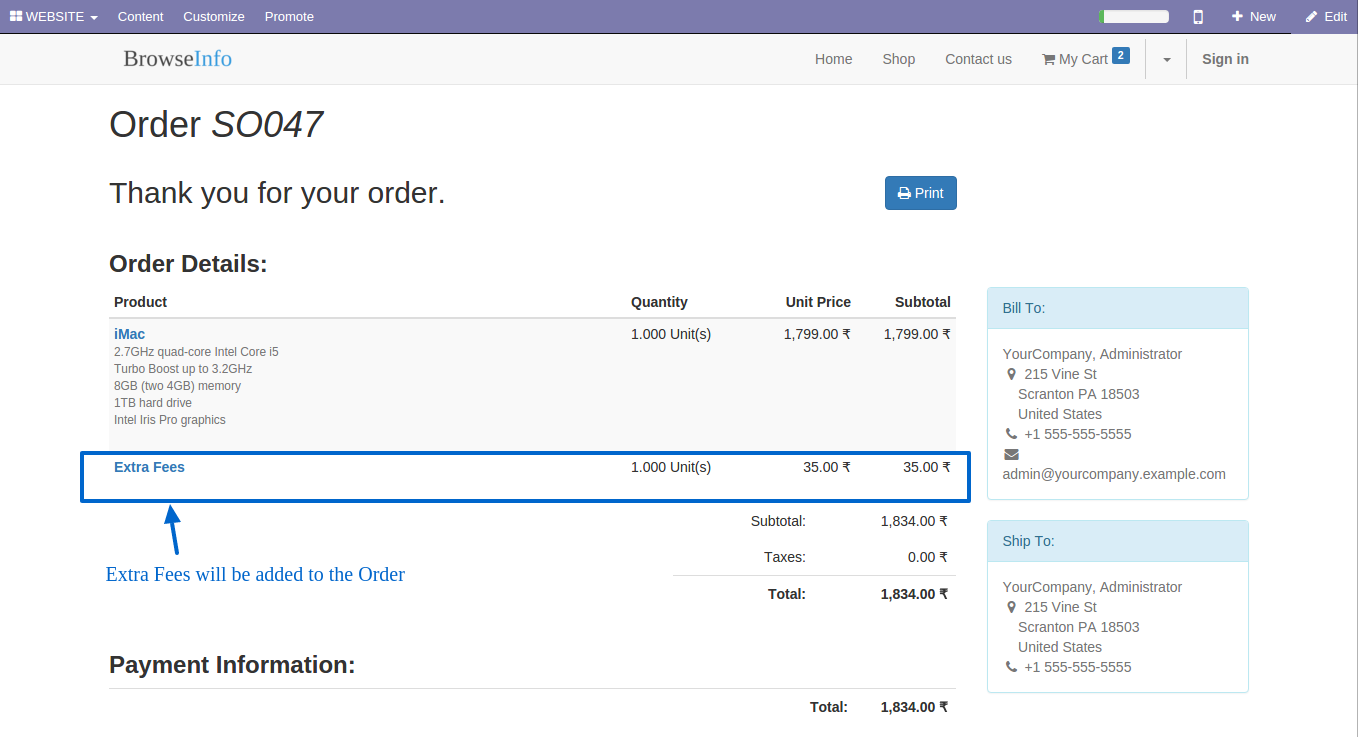 WEBSITE Content Customize Promote New Edit
BrowseInfo Home Shop Contact us My Cart 2 Sign in
Order SO047
Thank you for your order. Print
Order Details:
Product Quantity Unit Price Subtotal
iMac 1.000 Unit(s) 1,799.00 ₹ 1,799.00 ₹
2.7GHz quad-core Intel Core i5
Turbo Boost up to 3.2GHz
8GB (two 4GB) memory
1TB hard drive
Intel Iris Pro graphics
Extra Fees 1.000 Unit(s) 35.00 ₹ 35.00 ₹
Subtotal: 1,834.00 ₹
Taxes: 0.00 ₹
Extra Fees will be added to the Order
Total: 1,834.00 ₹
Payment Information:
Total: 1,834.00 ₹
Bill To:
YourCompany, Administrator
215 Vine St
Scranton PA 18503
United States
+1 555-555-5555
admin@yourcompany.example.com
Ship To:
YourCompany, Administrator
215 Vine St
Scranton PA 18503
United States
+1 555-555-5555